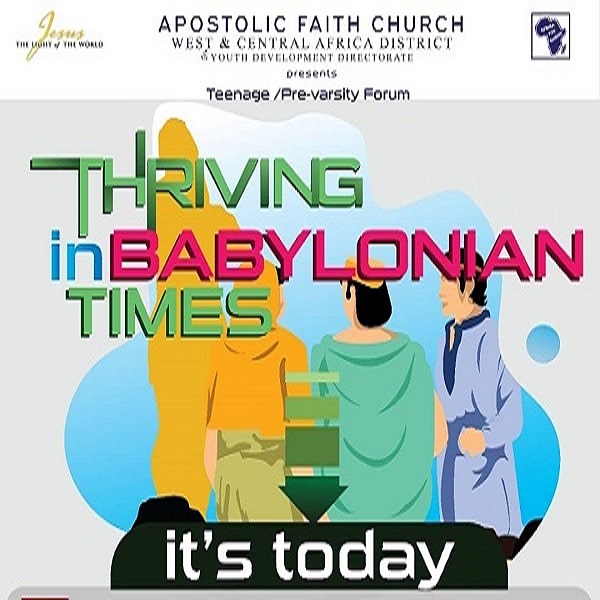 Jesus
THE LIGHT of THE WORLD
APOSTOLIC FAITH CHURCH
WEST & CENTRAL AFRICA DISTRICT
YOUTH DEVELOPMENT DIRECTORATE
presents
Teenage /Pre-varsity Forum
THRIVING
in BABYLONIAN
TIMES
it's today